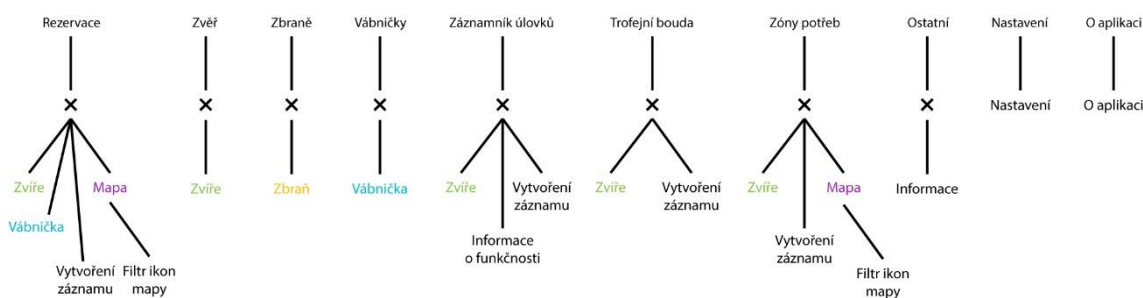 Rezervace
Zvěř
Zbraně
Vábničky
Záznamník úlovků
Trofejní bouda
Zóny potřeb
Ostatní
Nastavení
O aplikaci
Nastavení
O aplikaci
Zvíře
Mapa
Zvíře
Zbraň
Vábnička
Zvíře
Vytvoření
záznamu
Zvíře
Vytvoření
záznamu
Zvíře
Mapa
Informace
Vábnička
Informace
o funkčnosti
Vytvoření
záznamu
Vytvoření
záznamu
Filtr ikon
mapy
Filtr ikon
mapy